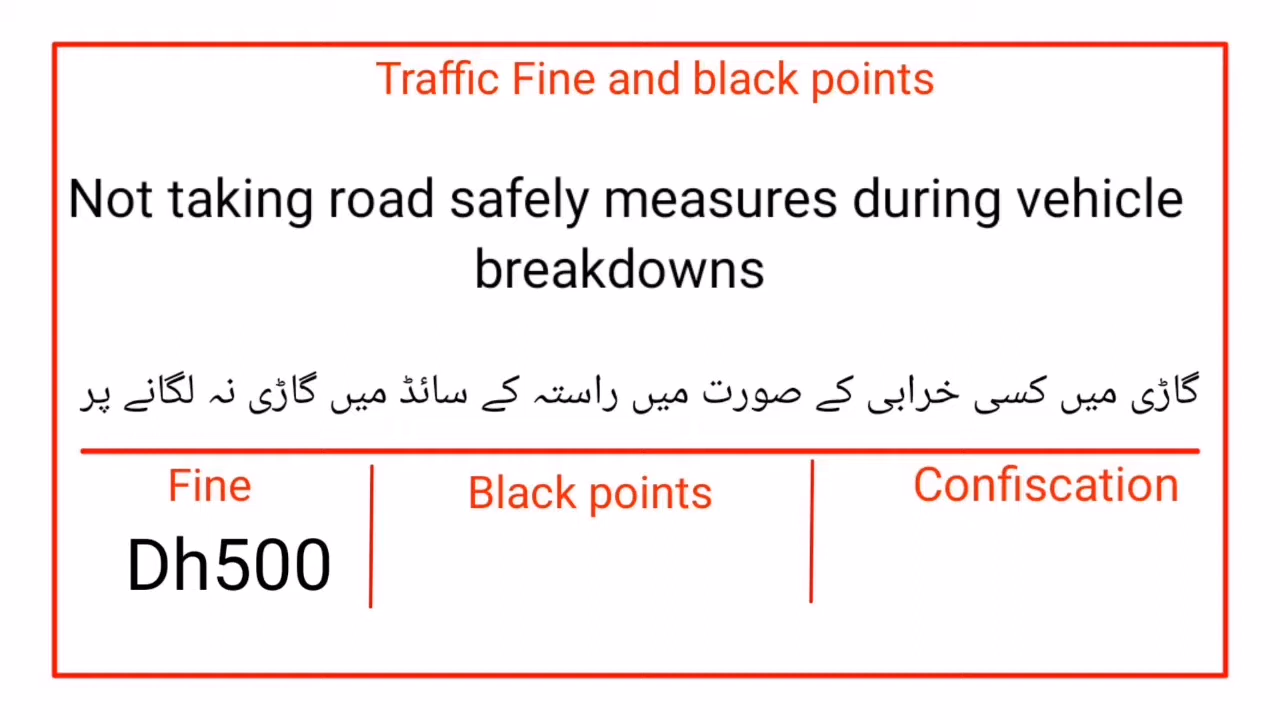 Traffic Fine and black points
Not taking road safely measures during vehicle
breakdowns
گاڑی میں کسی خرابی کے صورت میں راستہ کے سائڈ میں گاڑی نہ لگانے پر
Fine
Black points
Confiscation
Dh500